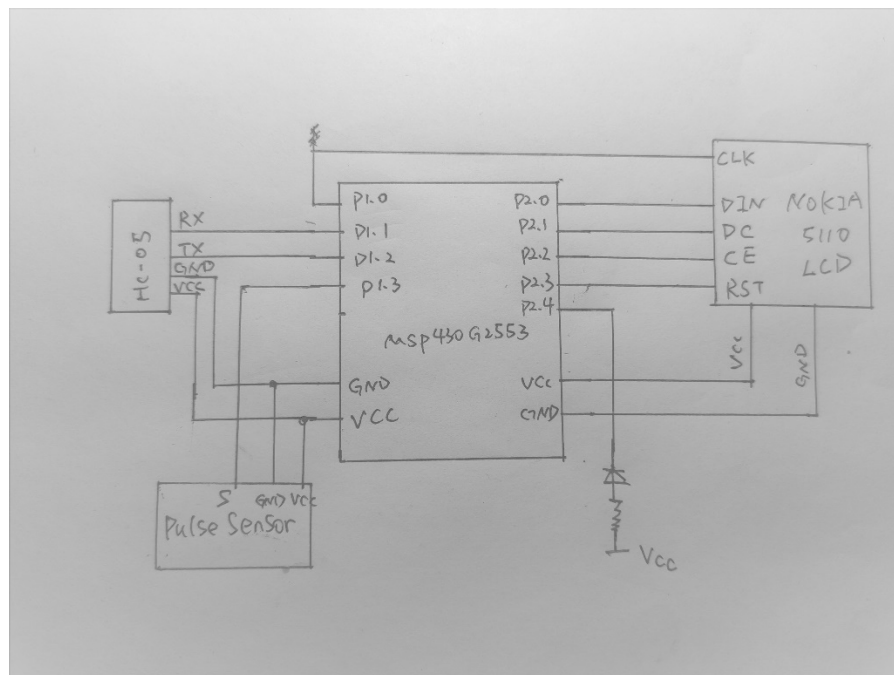 HC-05
RX
TX
GND
VCC
P1.0
P1.1
P1.2
P1.3
GND
VCC
P2.0
P2.1
P2.2
P2.3
P2.4
MSP430G2553
VCC
GND
CLK
DIN
DC
CE
RST
NOKIA
5110
LCD
VCC
GND
S GND VCC
Pulse Sensor
VCC